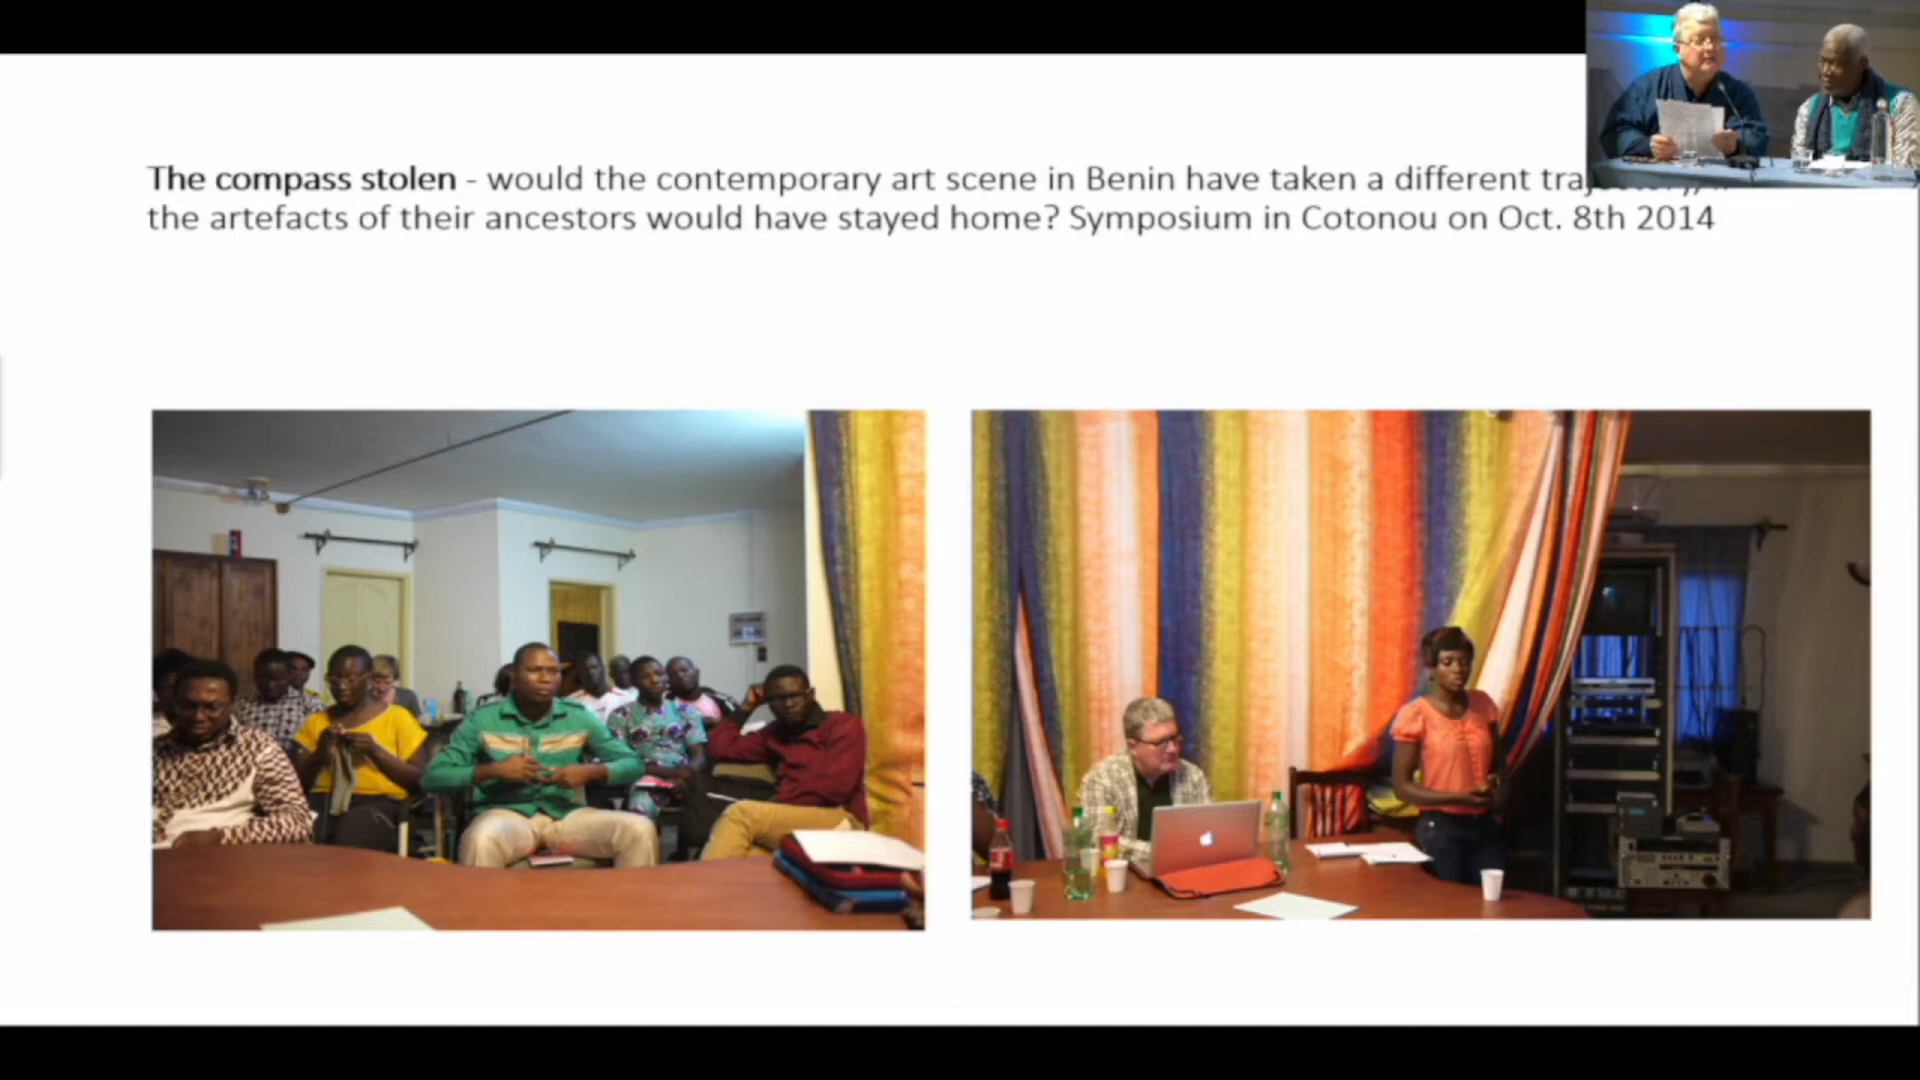 The compass stolen - would the contemporary art scene in Benin have taken a different
the artefacts of their ancestors would have stayed home? Symposium in Cotonou on Oct. 8th 2014